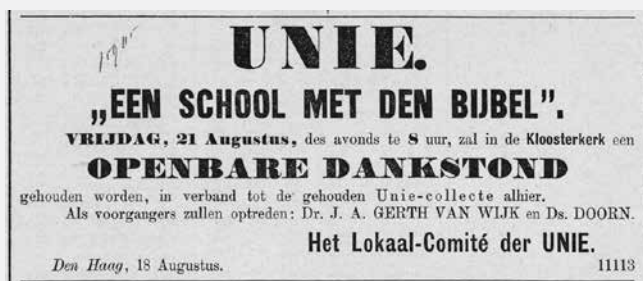 UNIE.
„EEN SCHOOL MET DEN BIJBEL”.
VRIJDAG, 21 Augustus, des avonds te 8 uur, zal in de Kloosterkerk een
OPENBARE DANKSTOND
gehouden worden, in verband tot de gehouden Unie-collecte alhier.
Als voorgangers zullen optreden: Dr. J. A. GERTH VAN WIJK en Ds. DOORN.
Het Lokaal-Comité der UNIE.
Den Haag, 18 Augustus. 11113